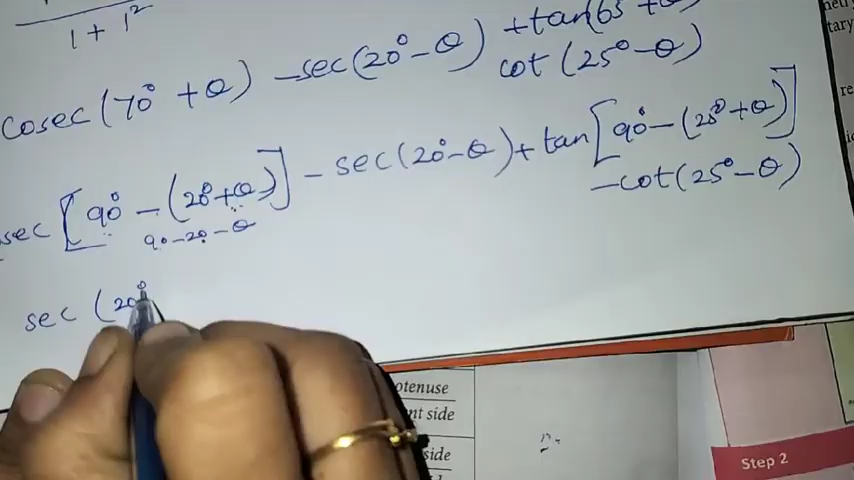 1 + 1²
cosec (70° + θ) - sec (20° - θ) + tan (65° + θ)
cot (25° - θ)
sec [90° - (20° + θ)] - sec (20° - θ) + tan [90° - (25° + θ)]
- cot (25° - θ)
90 - 20 - θ
sec (20°
otenuse
nt side
side
Step 2